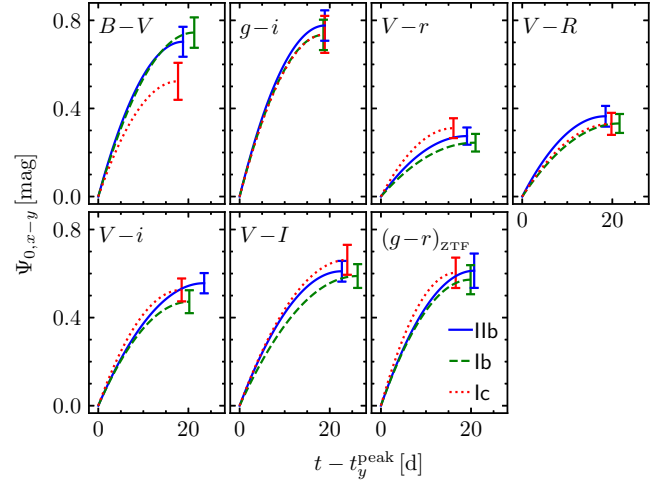 B−V g−i V−r V−R
0.8
0.4
0.0
0 20
V−i V−I (g−r)ZTF
0.8
0.4
0.0
IIb
Ib
Ic
0 20 0 20 0 20
Ψ0,x−y [mag]
t − t_y^peak [d]